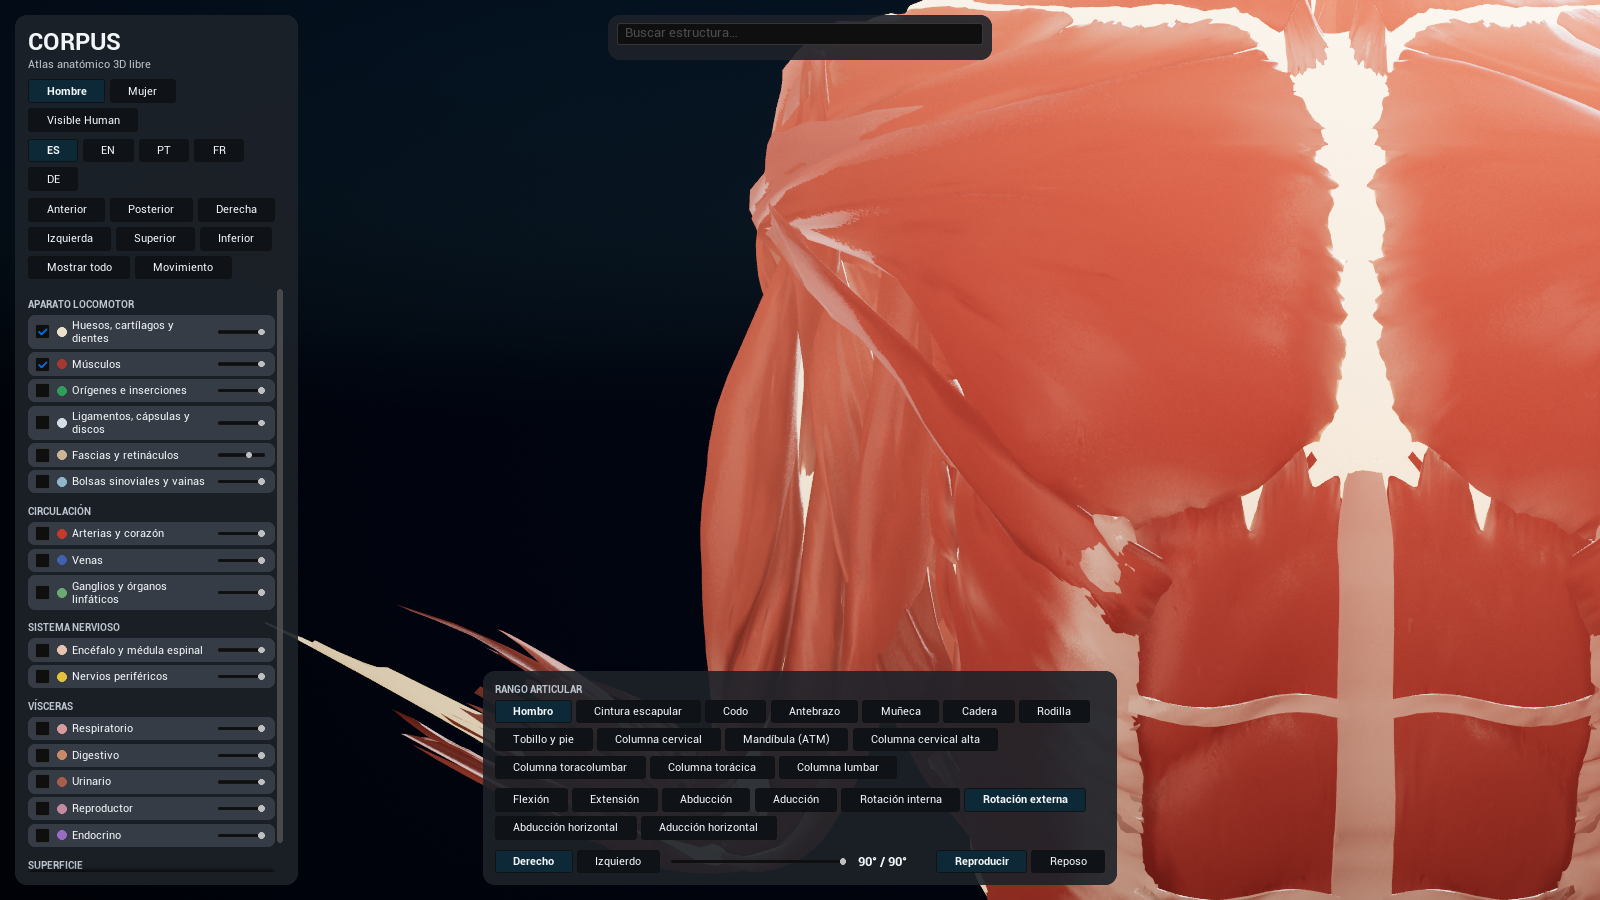 CORPUS
Atlas anatómico 3D libre
Hombre Mujer
Visible Human
ES EN PT FR
DE
Anterior Posterior Derecha
Izquierda Superior Inferior
Mostrar todo Movimiento
APARATO LOCOMOTOR
Huesos, cartílagos y
dientes
Músculos
Orígenes e inserciones
Ligamentos, cápsulas y
discos
Fascias y retináculos
Bolsas sinoviales y vainas
CIRCULACIÓN
Arterias y corazón
Venas
Ganglios y órganos
linfáticos
SISTEMA NERVIOSO
Encéfalo y médula espinal
Nervios periféricos
VÍSCERAS
Respiratorio
Digestivo
Urinario
Reproductor
Endocrino
SUPERFICIE
Buscar estructura...
RANGO ARTICULAR
Hombro Cintura escapular Codo Antebrazo Muñeca Cadera Rodilla
Tobillo y pie Columna cervical Mandíbula (ATM) Columna cervical alta
Columna toracolumbar Columna torácica Columna lumbar
Flexión Extensión Abducción Aducción Rotación interna Rotación externa
Abducción horizontal Aducción horizontal
Derecho Izquierdo 90° / 90° Reproducir Reposo